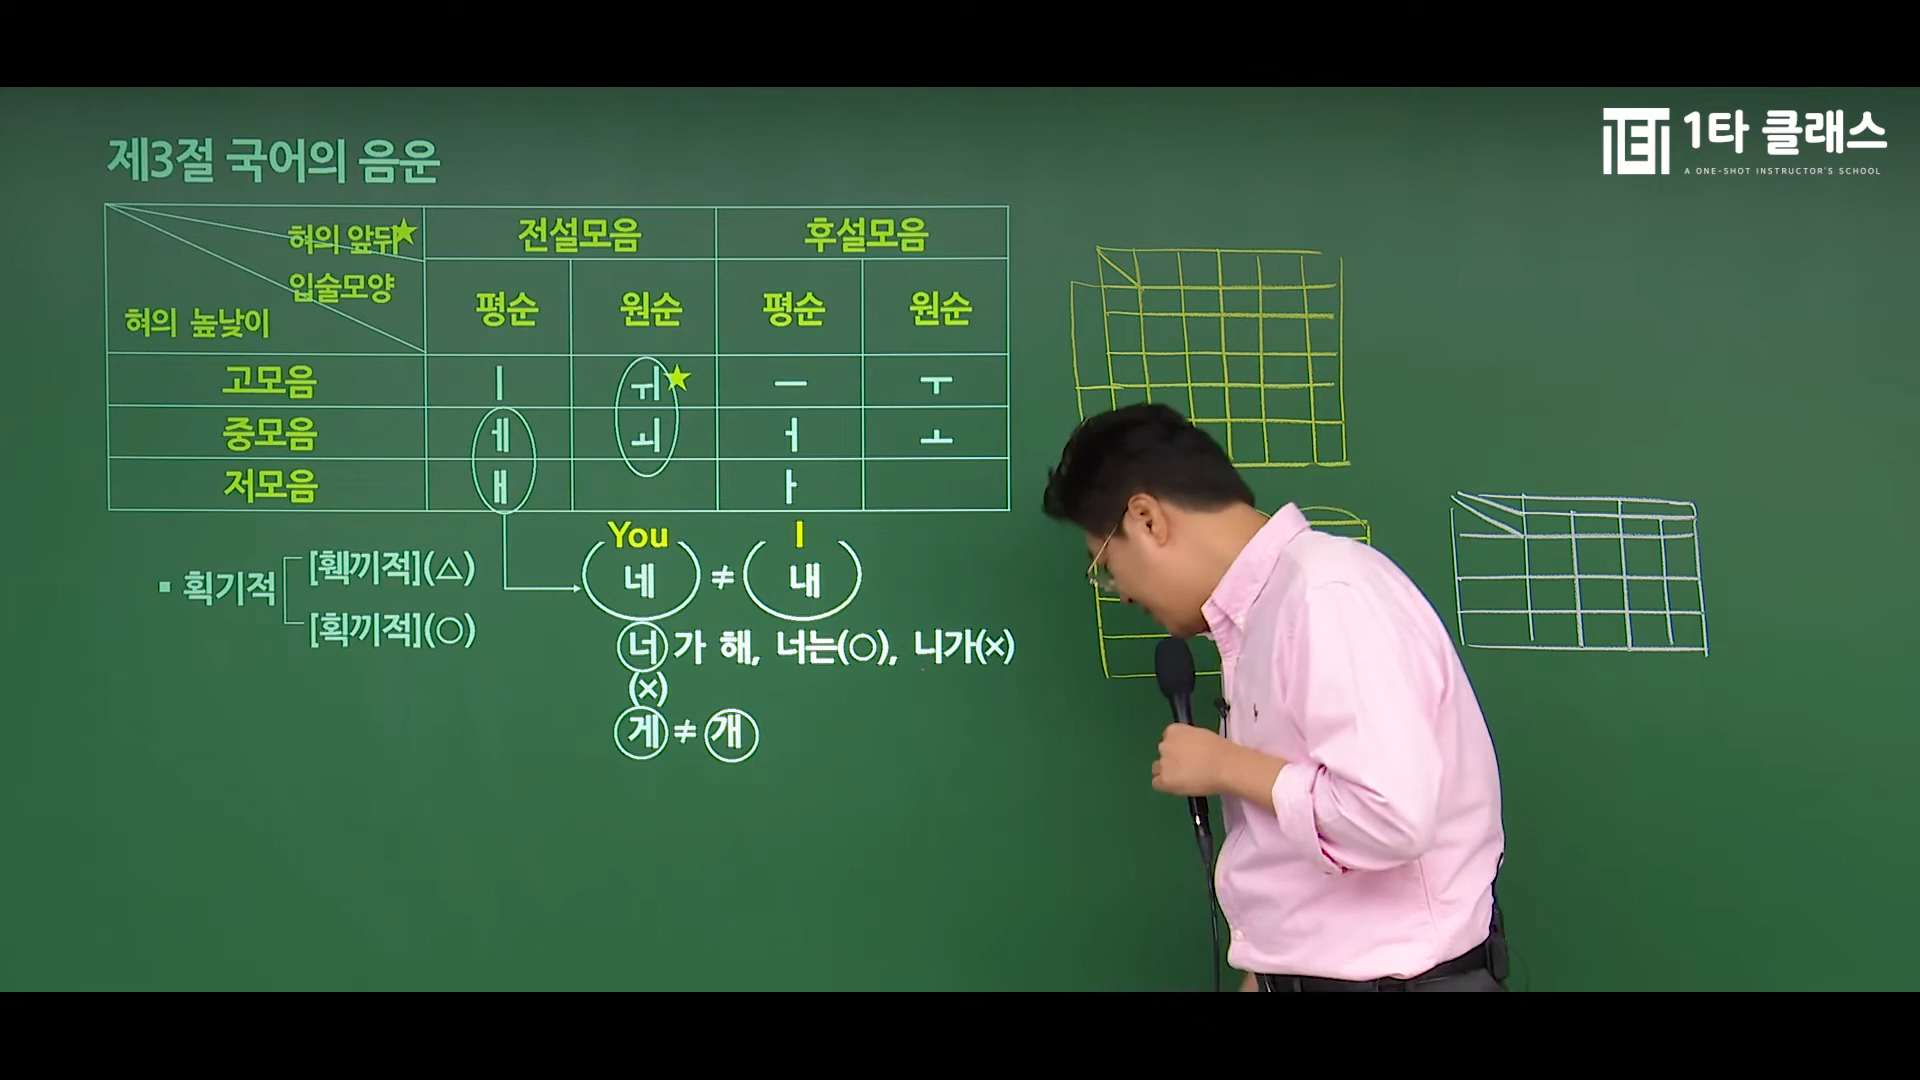 1타 클래스
A ONE-SHOT INSTRUCTOR'S SCHOOL
제3절 국어의 음운
혀의 앞뒤★ 전설모음 후설모음
입술모양
혀의 높낮이 평순 원순 평순 원순
고모음 ㅣ ㅟ★ ㅡ ㅜ
중모음 ㅔ ㅚ ㅓ ㅗ
저모음 ㅐ ㅏ
You I
▪ 획기적 [훽끼적](△) 네 ≠ 내
[획끼적](○)
너가 해, 너는(○), 니가(×)
(×)
게 ≠ 개